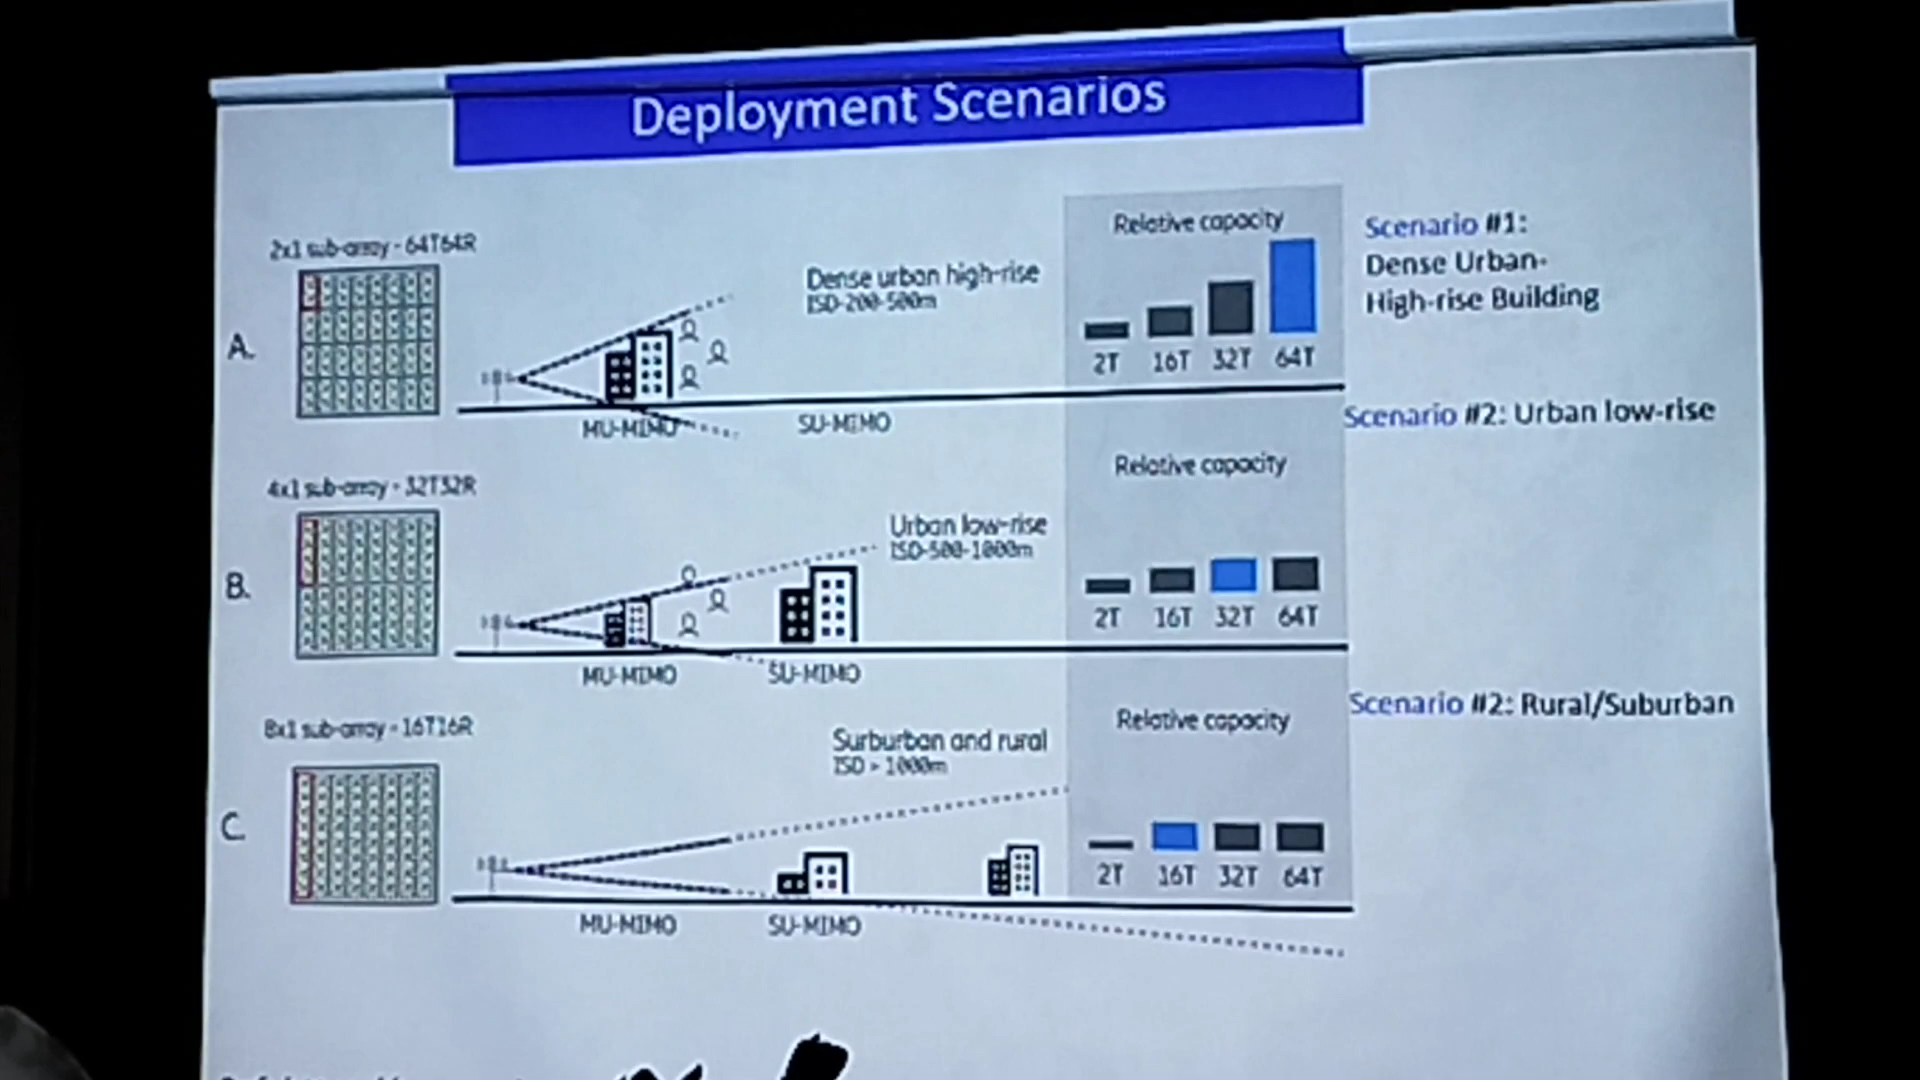 Deployment Scenarios
2x1 sub-array - 64T64R
A.
Dense urban high-rise
ISD-200-500m
MU-MIMO
SU-MIMO
Relative capacity
2T 16T 32T 64T
Scenario #1:
Dense Urban-
High-rise Building
Scenario #2: Urban low-rise
4x1 sub-array - 32T32R
B.
Urban low-rise
ISD-500-1000m
MU-MIMO
SU-MIMO
Relative capacity
2T 16T 32T 64T
Scenario #2: Rural/Suburban
8x1 sub-array - 16T16R
C.
Surburban and rural
ISD > 1000m
MU-MIMO
SU-MIMO
Relative capacity
2T 16T 32T 64T